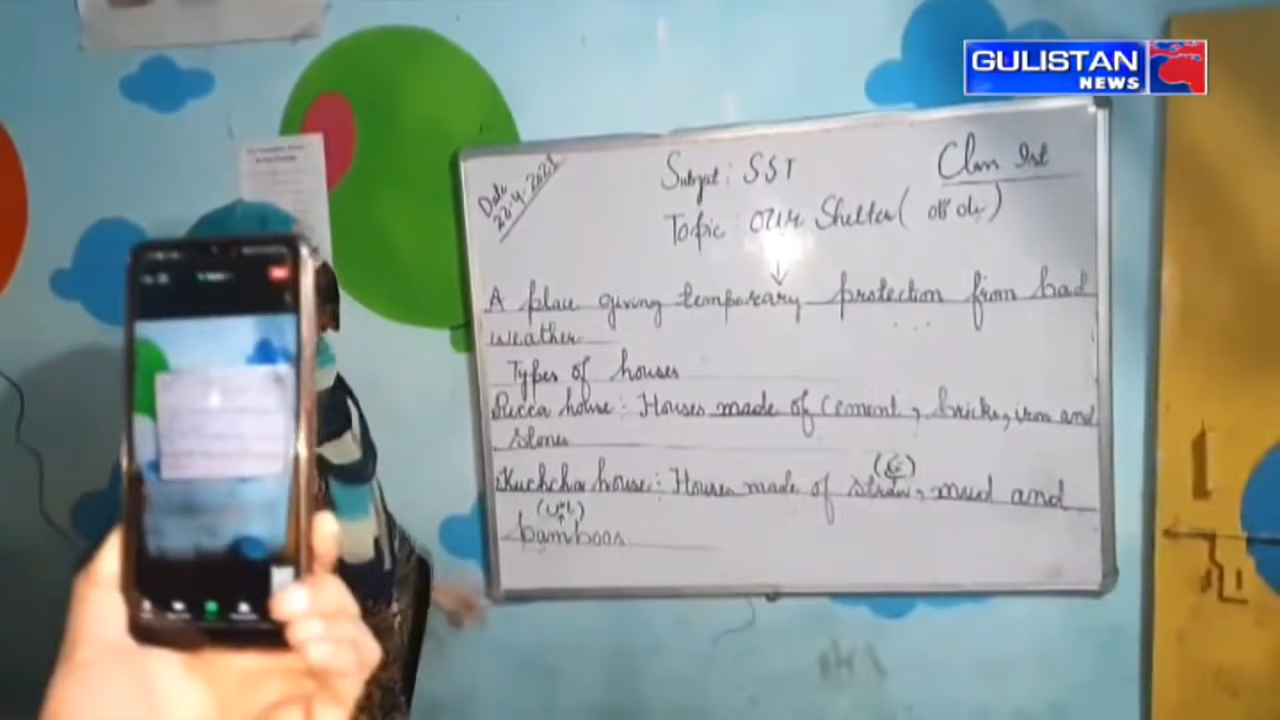 GULISTAN
NEWS
Date
22-4-2021
Subject: SST
Class Ist
Topic: our Shelter(
A place giving temporary protection from bad
weather
Types of houses
Pucca house: Houses made of cement, bricks, iron and
stones
Kuchcha house: Houses made of straw, mud and
bamboos